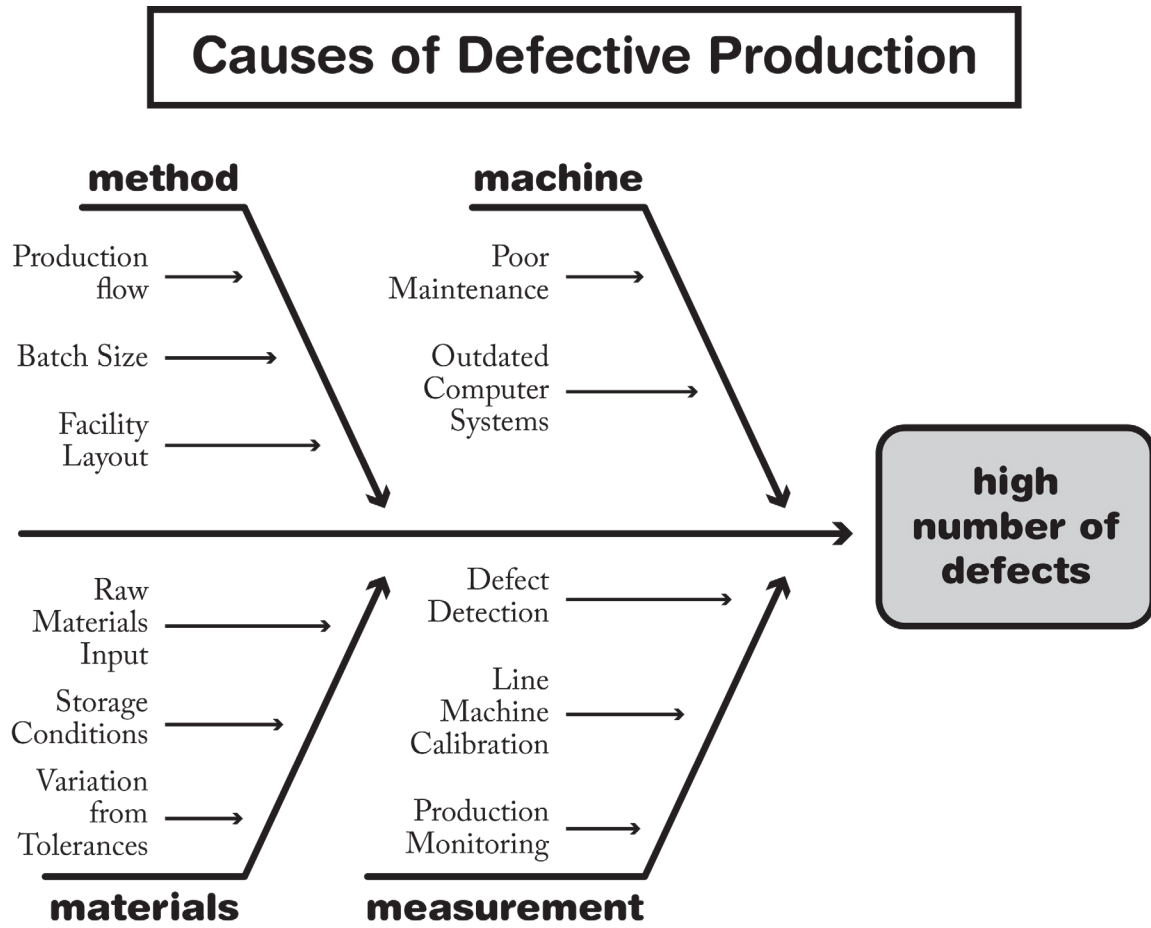 Causes of Defective Production
method
Production
flow
Batch Size
Facility
Layout
machine
Poor
Maintenance
Outdated
Computer
Systems
high
number of
defects
Raw
Materials
Input
Storage
Conditions
Variation
from
Tolerances
materials
Defect
Detection
Line
Machine
Calibration
Production
Monitoring
measurement